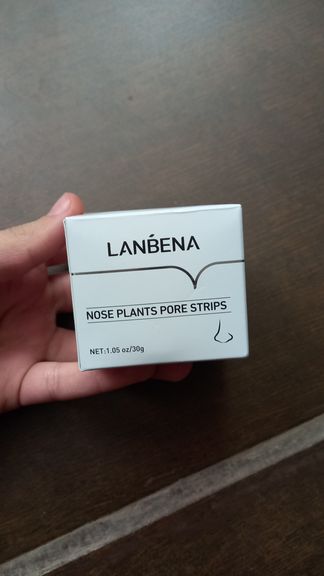 LANBENA
NOSE PLANTS PORE STRIPS
NET:1.05 oz/30g